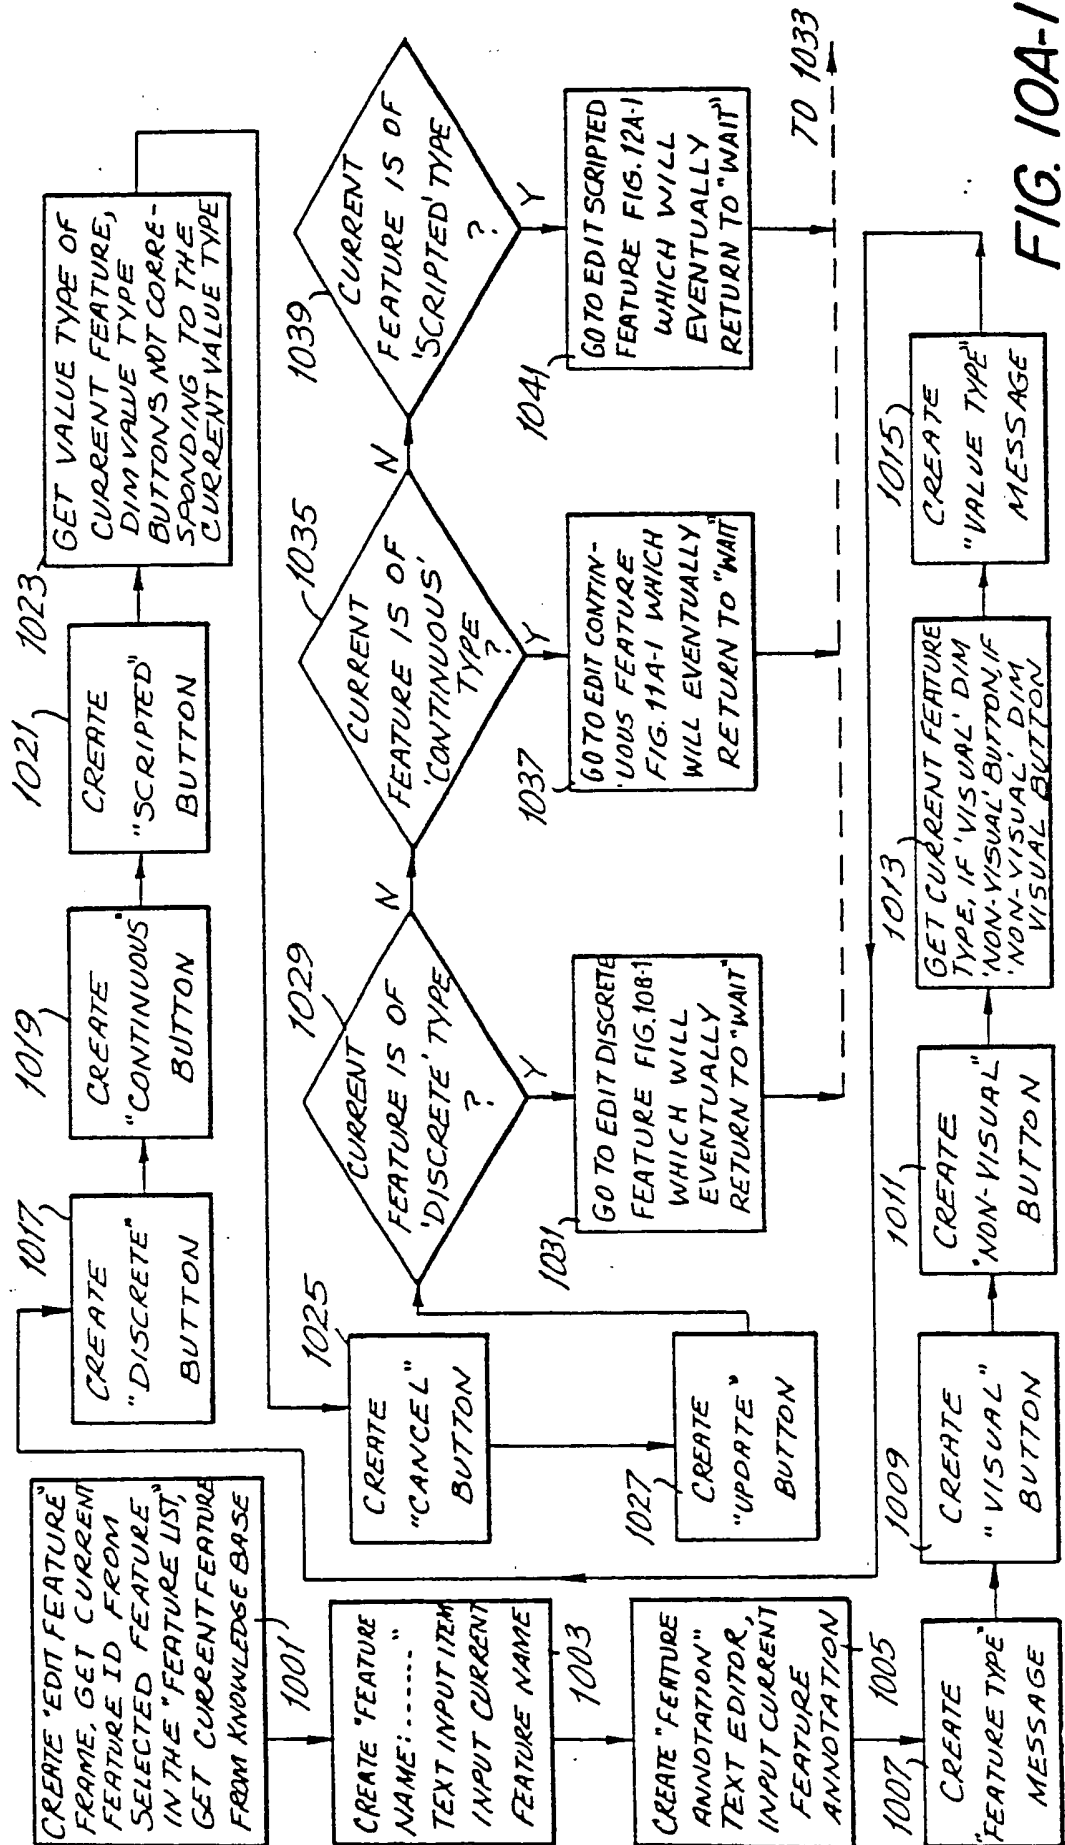 CREATE "EDIT FEATURE"
FRAME, GET CURRENT
FEATURE ID FROM
SELECTED FEATURE
IN THE "FEATURE LIST",
GET CURRENT FEATURE
FROM KNOWLEDGE BASE
1001
CREATE "FEATURE
NAME:....."
TEXT INPUT ITEM
INPUT CURRENT
FEATURE NAME
1003
CREATE "FEATURE
ANNOTATION"
TEXT EDITOR,
INPUT CURRENT
FEATURE
ANNOTATION
1005
1007
CREATE
"FEATURE TYPE"
MESSAGE
1009
CREATE
"VISUAL"
BUTTON
1011
CREATE
"NON-VISUAL"
BUTTON
1013
GET CURRENT FEATURE
TYPE, IF 'VISUAL' DIM
'NON-VISUAL' BUTTON, IF
'NON-VISUAL' DIM
VISUAL BUTTON
1015
CREATE
"VALUE TYPE"
MESSAGE
1017
CREATE
"DISCRETE"
BUTTON
1019
CREATE
"CONTINUOUS"
BUTTON
1021
CREATE
"SCRIPTED"
BUTTON
1023
GET VALUE TYPE OF
CURRENT FEATURE,
DIM VALUE TYPE
BUTTONS NOT CORRE-
SPONDING TO THE
CURRENT VALUE TYPE
1025
CREATE
"CANCEL"
BUTTON
1027
CREATE
"UPDATE"
BUTTON
1029
CURRENT
FEATURE IS OF
'DISCRETE' TYPE
?
N
Y
1031
GO TO EDIT DISCRETE
FEATURE FIG.10B-1
WHICH WILL
EVENTUALLY
RETURN TO "WAIT"
1035
CURRENT
FEATURE IS OF
'CONTINUOUS'
TYPE
?
N
Y
1037
GO TO EDIT CONTIN-
UOUS FEATURE
FIG.11A-1 WHICH
WILL EVENTUALLY
RETURN TO "WAIT"
1039
CURRENT
FEATURE IS OF
'SCRIPTED' TYPE
?
Y
1041
GO TO EDIT SCRIPTED
FEATURE FIG.12A-1
WHICH WILL
EVENTUALLY
RETURN TO "WAIT"
TO 1033
FIG. 10A-1